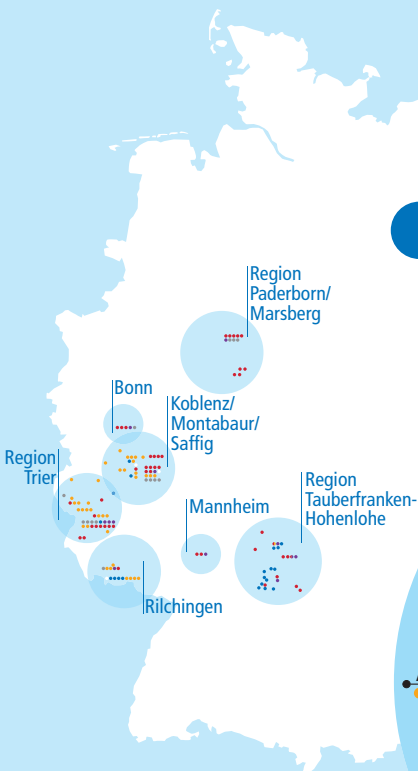 Region
Paderborn/
Marsberg
Bonn
Koblenz/
Montabaur/
Saffig
Region
Trier
Mannheim
Region
Tauberfranken-
Hohenlohe
Rilchingen